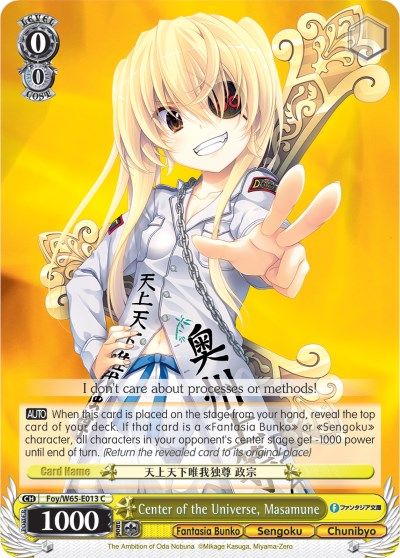 LEVEL
0
0
COST
天上天下
奥州
I don't care about processes or methods!
AUTO When this card is placed on the stage from your hand, reveal the top
card of your deck. If that card is a «Fantasia Bunko» or «Sengoku»
character, all characters in your opponent's center stage get -1000 power
until end of turn. (Return the revealed card to its original place)
Card Name 天上天下唯我独尊 政宗
CH Foy/W65-E013 C
POWER 1000
Center of the Universe, Masamune
ファンタジア文庫
Fantasia Bunko Sengoku Chunibyo
The Ambition of Oda Nobuna ©Mikage Kasuga, Miyama-Zero